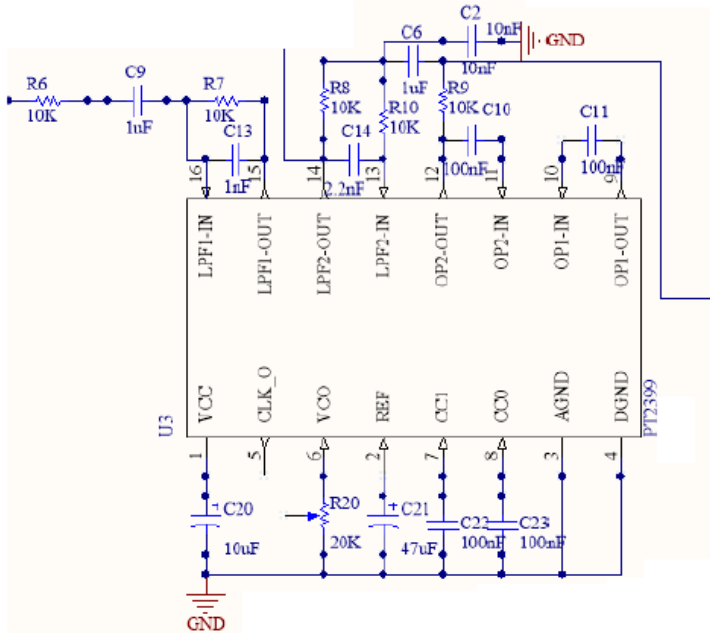 C2
10nF
GND
C6
10nF
1uF
R6
10K
C9
1uF
R7
10K
C13
1nF
R8
10K
C14
2.2nF
R10
10K
R9
10K
C10
100nF
C11
100nF
16
15
14
13
12
11
10
9
LPF1-IN
LPF1-OUT
LPF2-OUT
LPF2-IN
OP2-OUT
OP2-IN
OP1-IN
OP1-OUT
VCC
CLK_O
VCO
REF
CC1
CC0
AGND
DGND
U3
PT2399
1
5
6
2
7
8
3
4
C20
10uF
R20
20K
C21
47uF
C22
100nF
C23
100nF
GND